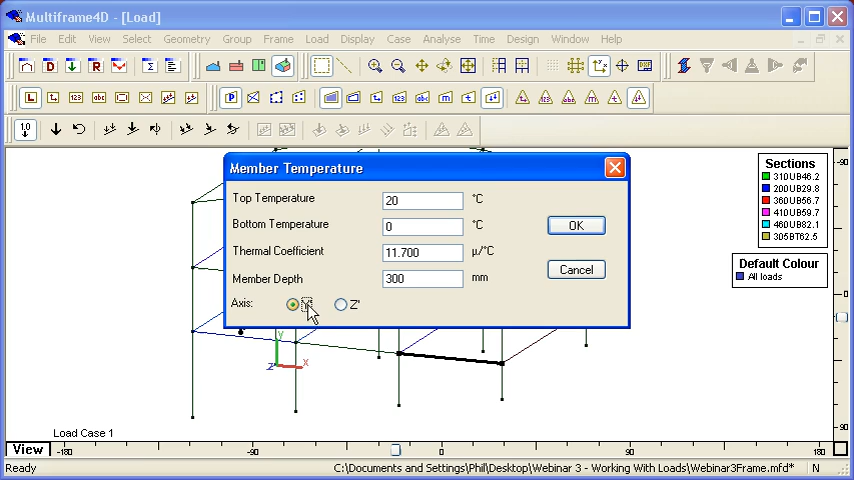 Multiframe4D - [Load]
File Edit View Select Geometry Group Frame Load Display Case Analyse Time Design Window Help
Member Temperature
Top Temperature 20 °C
Bottom Temperature 0 °C
Thermal Coefficient 11.700 µ/°C
Member Depth 300 mm
Axis: Z'
OK
Cancel
Sections
310UB46.2
200UB29.8
360UB56.7
410UB59.7
460UB82.1
305BT62.5
Default Colour
All loads
-90
0
90
y
z x
Load Case 1
View -180 -90 0 90 180
Ready C:\Documents and Settings\Phil\Desktop\Webinar 3 - Working With Loads\Webinar3Frame.mfd* N